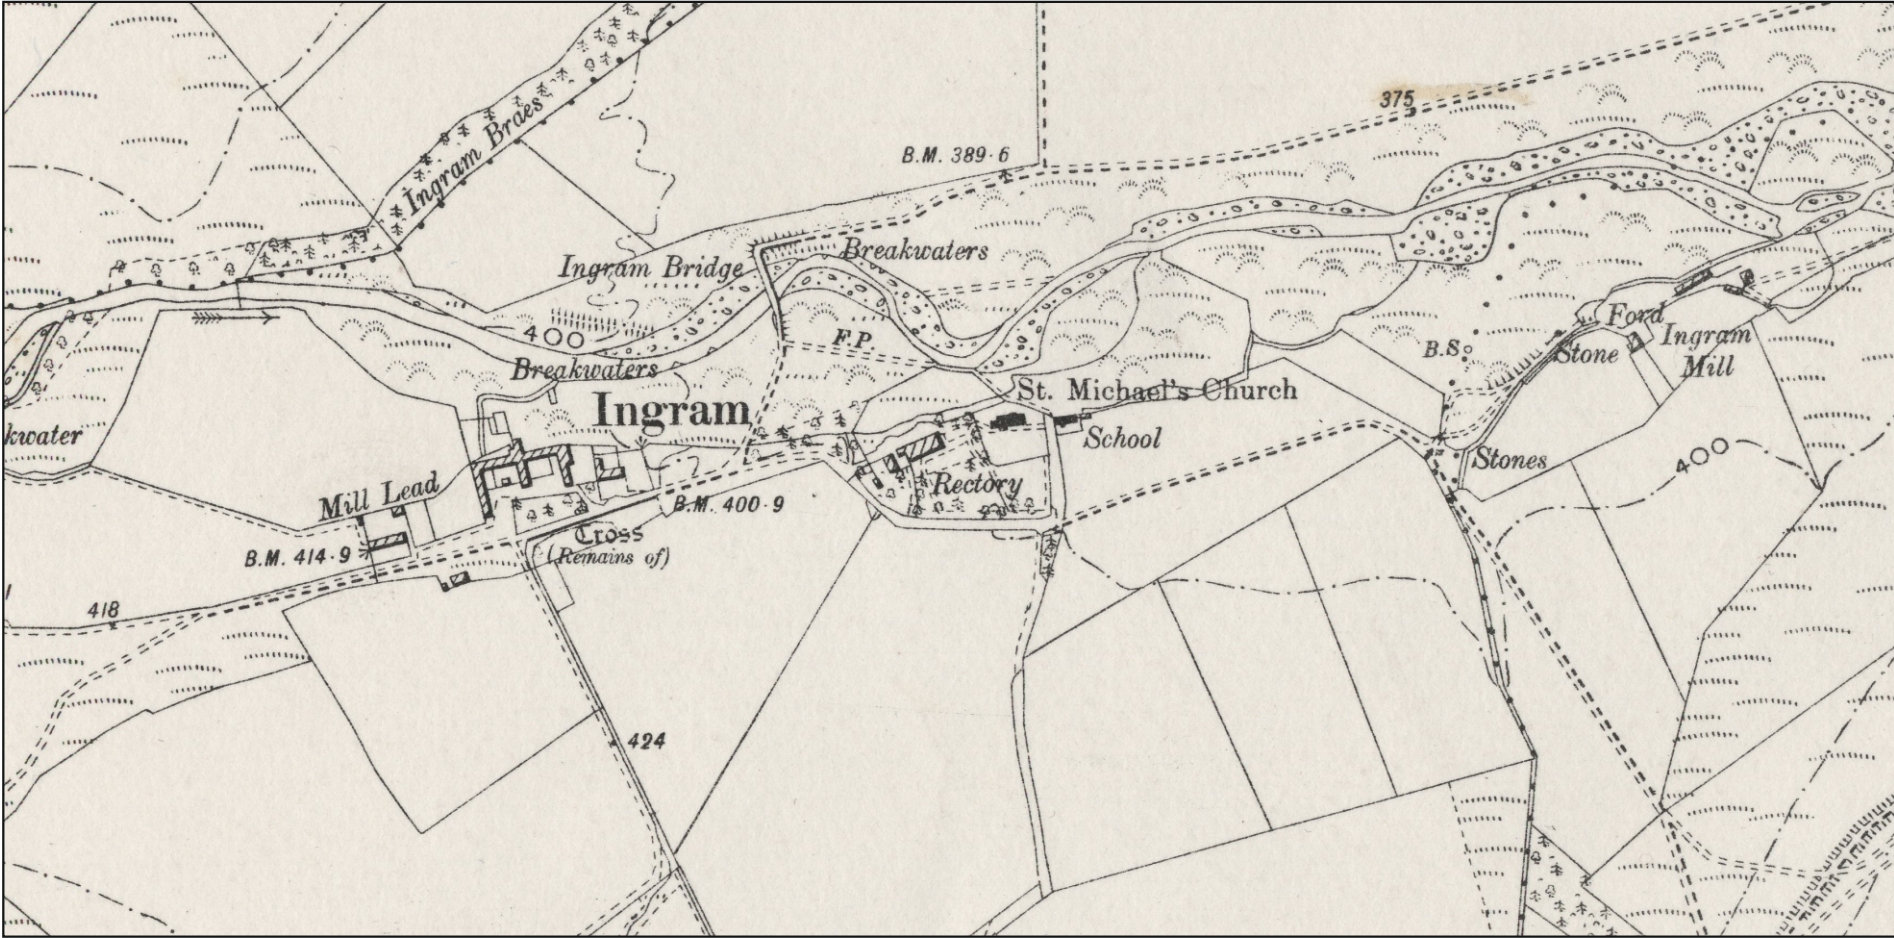 375
B.M. 389·6
Ingram Braes
Breakwaters
Ingram Bridge
400
F.P.
Ford
Ingram
Mill
Stone
B.S.
Breakwaters
St. Michael's Church
Ingram
kwater
School
Stones
400
Mill Lead
Rectory
B.M. 400·9
Cross
(Remains of)
B.M. 414·9
418
424